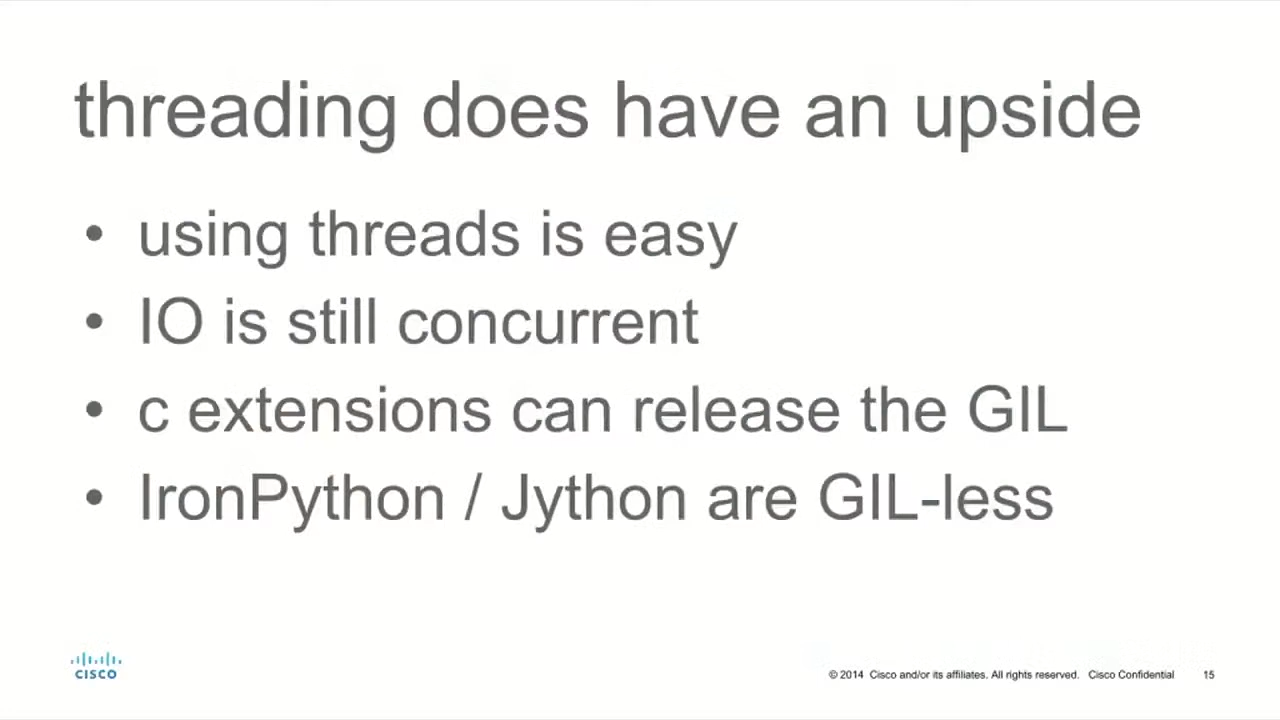 threading does have an upside
• using threads is easy
• IO is still concurrent
• c extensions can release the GIL
• IronPython / Jython are GIL-less
CISCO
© 2014 Cisco and/or its affiliates. All rights reserved. Cisco Confidential 15